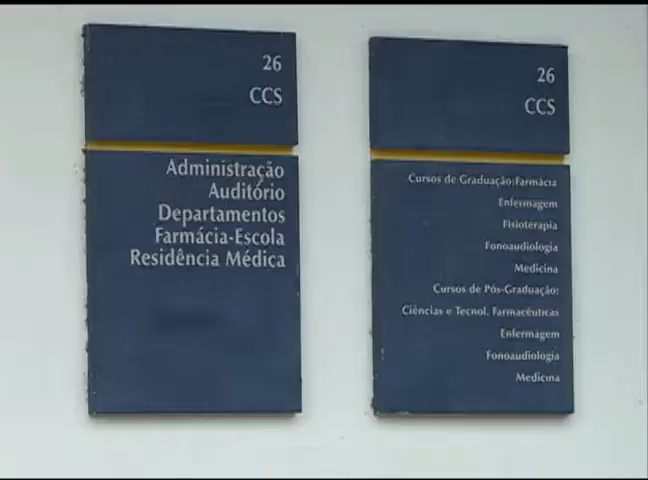 26
CCS
Administração
Auditório
Departamentos
Farmácia-Escola
Residência Médica
26
CCS
Cursos de Graduação:Farmácia
Enfermagem
Fisioterapia
Fonoaudiologia
Medicina
Cursos de Pós-Graduação:
Ciências e Tecnol. Farmacêuticas
Enfermagem
Fonoaudiologia
Medicina